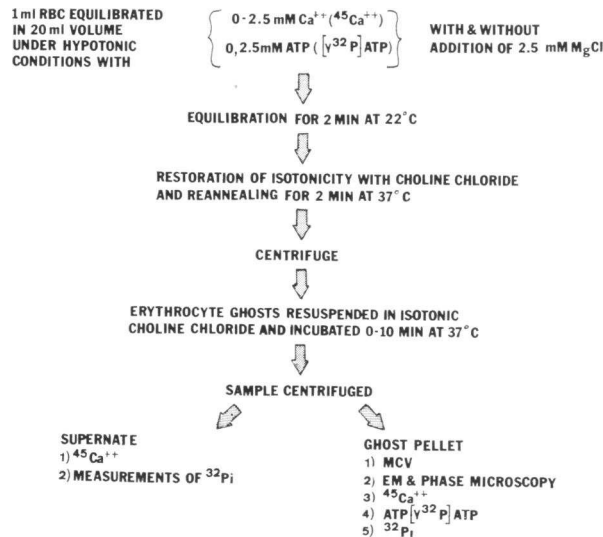 1 ml RBC EQUILIBRATED
IN 20 ml VOLUME
UNDER HYPOTONIC
CONDITIONS WITH
0-2.5 mM Ca++ (45Ca++)
0, 2.5 mM ATP ([γ32P] ATP)
WITH & WITHOUT
ADDITION OF 2.5 mM MgCl
EQUILIBRATION FOR 2 MIN AT 22°C
RESTORATION OF ISOTONICITY WITH CHOLINE CHLORIDE
AND REANNEALING FOR 2 MIN AT 37°C
CENTRIFUGE
ERYTHROCYTE GHOSTS RESUSPENDED IN ISOTONIC
CHOLINE CHLORIDE AND INCUBATED 0-10 MIN AT 37°C
SAMPLE CENTRIFUGED
SUPERNATE
1) 45Ca++
2) MEASUREMENTS OF 32Pi
GHOST PELLET
1) MCV
2) EM & PHASE MICROSCOPY
3) 45Ca++
4) ATP[γ32P] ATP
5) 32Pi